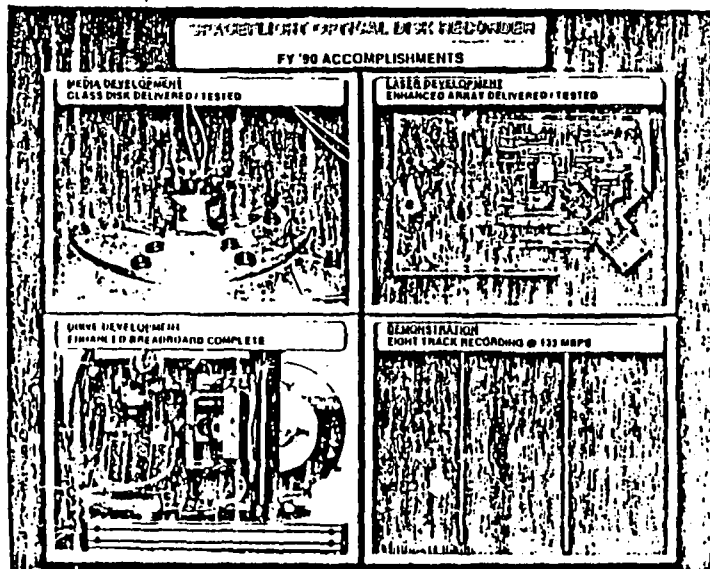 SPACEFLIGHT OPTICAL DISK RECORDER
FY '90 ACCOMPLISHMENTS
MEDIA DEVELOPMENT
GLASS DISK DELIVERED / TESTED
LASER DEVELOPMENT
ENHANCED ARRAY DELIVERED / TESTED
DRIVE DEVELOPMENT
ENHANCED BREADBOARD COMPLETE
DEMONSTRATION
EIGHT TRACK RECORDING @ 133 MBPS